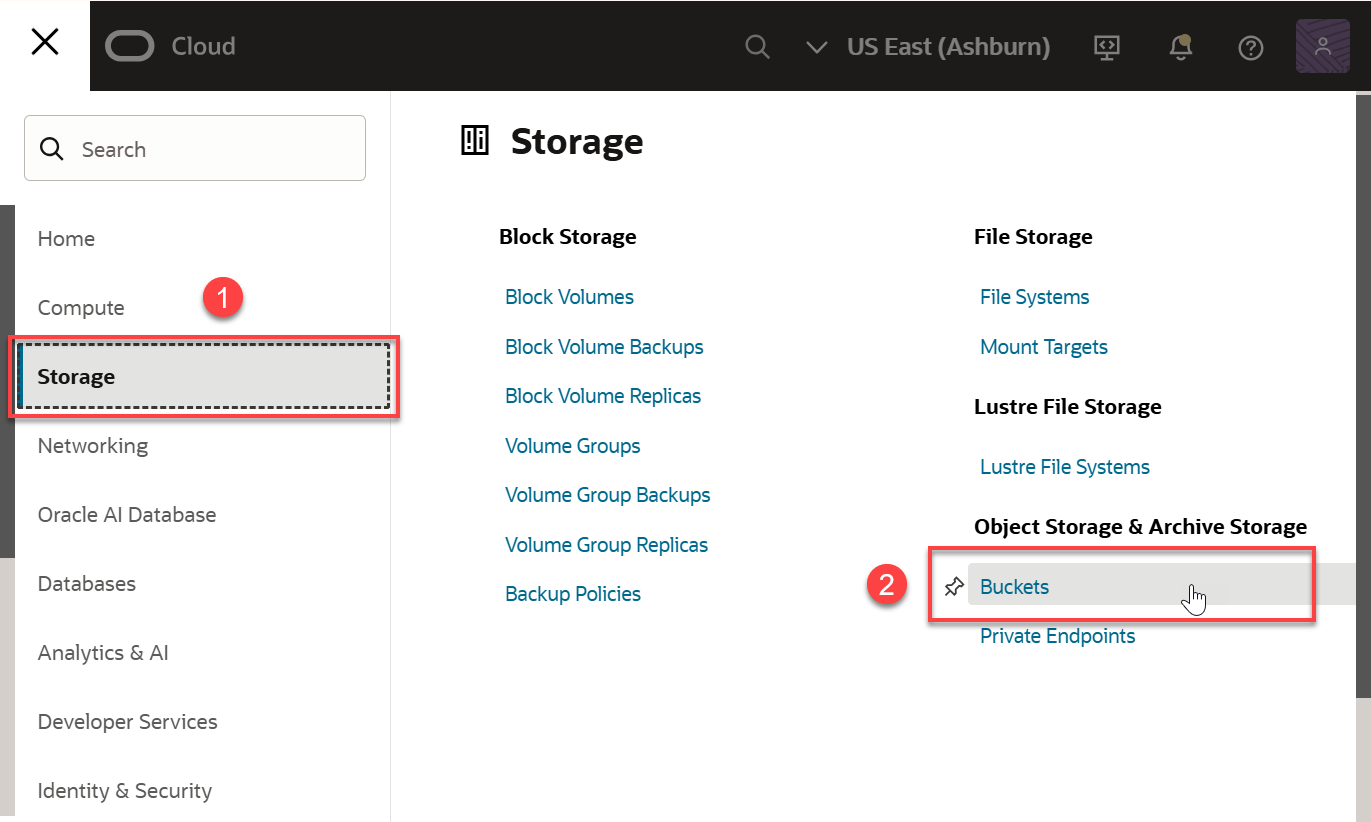 Cloud
US East (Ashburn)
Search
Home
Compute
1
Storage
Networking
Oracle AI Database
Databases
Analytics & AI
Developer Services
Identity & Security
Storage
Block Storage
Block Volumes
Block Volume Backups
Block Volume Replicas
Volume Groups
Volume Group Backups
Volume Group Replicas
Backup Policies
File Storage
File Systems
Mount Targets
Lustre File Storage
Lustre File Systems
Object Storage & Archive Storage
2
Buckets
Private Endpoints